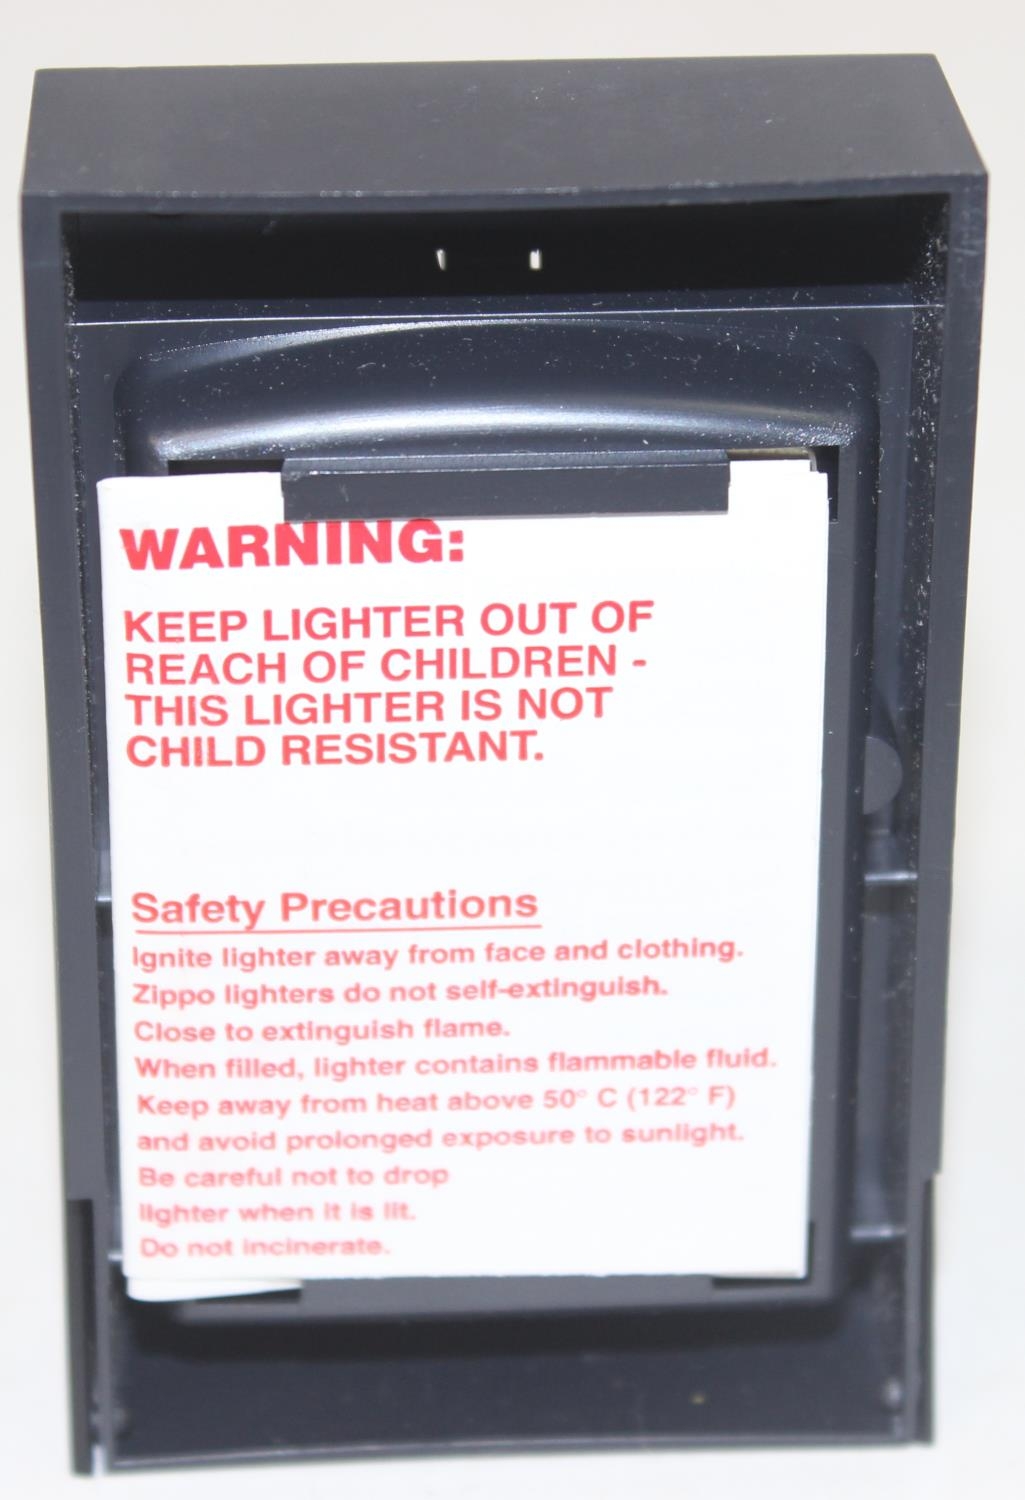 WARNING:
KEEP LIGHTER OUT OF
REACH OF CHILDREN -
THIS LIGHTER IS NOT
CHILD RESISTANT.
Safety Precautions
Ignite lighter away from face and clothing.
Zippo lighters do not self-extinguish.
Close to extinguish flame.
When filled, lighter contains flammable fluid.
Keep away from heat above 50° C (122° F)
and avoid prolonged exposure to sunlight.
Be careful not to drop
lighter when it is lit.
Do not incinerate.